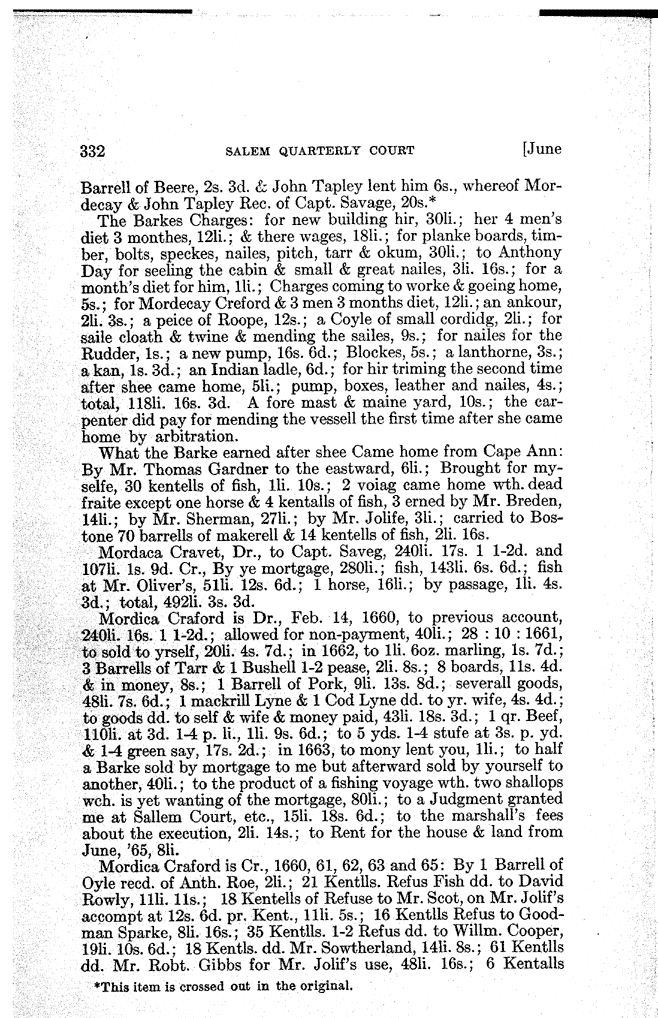 332 SALEM QUARTERLY COURT [June
Barrell of Beere, 2s. 3d. & John Tapley lent him 6s., whereof Mor-
decay & John Tapley Rec. of Capt. Savage, 20s.*
The Barkes Charges: for new building hir, 30li.; her 4 men's
diet 3 monthes, 12li.; & there wages, 18li.; for planke boards, tim-
ber, bolts, speckes, nailes, pitch, tarr & okum, 30li.; to Anthony
Day for seeling the cabin & small & great nailes, 3li. 16s.; for a
month's diet for him, 1li.; Charges coming to worke & goeing home,
5s.; for Mordecay Creford & 3 men 3 months diet, 12li.; an ankour,
2li. 3s.; a peice of Roope, 12s.; a Coyle of small cordidg, 2li.; for
saile cloath & twine & mending the sailes, 9s.; for nailes for the
Rudder, 1s.; a new pump, 16s. 6d.; Blockes, 5s.; a lanthorne, 3s.;
a kan, 1s. 3d.; an Indian ladle, 6d.; for hir triming the second time
after shee came home, 5li.; pump, boxes, leather and nailes, 4s.;
total, 118li. 16s. 3d. A fore mast & maine yard, 10s.; the car-
penter did pay for mending the vessell the first time after she came
home by arbitration.
What the Barke earned after shee Came home from Cape Ann:
By Mr. Thomas Gardner to the eastward, 6li.; Brought for my-
selfe, 30 kentells of fish, 1li. 10s.; 2 voiag came home wth. dead
fraite except one horse & 4 kentalls of fish, 3 erned by Mr. Breden,
14li.; by Mr. Sherman, 27li.; by Mr. Jolife, 3li.; carried to Bos-
tone 70 barrells of makerell & 14 kentells of fish, 2li. 16s.
Mordaca Cravet, Dr., to Capt. Saveg, 240li. 17s. 1 1-2d. and
107li. 1s. 9d. Cr., By ye mortgage, 280li.; fish, 143li. 6s. 6d.; fish
at Mr. Oliver's, 51li. 12s. 6d.; 1 horse, 16li.; by passage, 1li. 4s.
3d.; total, 492li. 3s. 3d.
Mordica Craford is Dr., Feb. 14, 1660, to previous account,
240li. 16s. 1 1-2d.; allowed for non-payment, 40li.; 28 : 10 : 1661,
to sold to yrself, 20li. 4s. 7d.; in 1662, to 1li. 6oz. marling, 1s. 7d.;
3 Barrells of Tarr & 1 Bushell 1-2 pease, 2li. 8s.; 8 boards, 11s. 4d.
& in money, 8s.; 1 Barrell of Pork, 9li. 13s. 8d.; severall goods,
48li. 7s. 6d.; 1 mackrill Lyne & 1 Cod Lyne dd. to yr. wife, 4s. 4d.;
to goods dd. to self & wife & money paid, 43li. 18s. 3d.; 1 qr. Beef,
110li. at 3d. 1-4 p. li., 1li. 9s. 6d.; to 5 yds. 1-4 stufe at 3s. p. yd.
& 1-4 green say, 17s. 2d.; in 1663, to mony lent you, 1li.; to half
a Barke sold by mortgage to me but afterward sold by yourself to
another, 40li.; to the product of a fishing voyage wth. two shallops
wch. is yet wanting of the mortgage, 80li.; to a Judgment granted
me at Sallem Court, etc., 15li. 18s. 6d.; to the marshall's fees
about the execution, 2li. 14s.; to Rent for the house & land from
June, '65, 8li.
Mordica Craford is Cr., 1660, 61, 62, 63 and 65: By 1 Barrell of
Oyle recd. of Anth. Roe, 2li.; 21 Kentlls. Refus Fish dd. to David
Rowly, 11li. 11s.; 18 Kentells of Refuse to Mr. Scot, on Mr. Jolif's
accompt at 12s. 6d. pr. Kent., 11li. 5s.; 16 Kentlls Refus to Good-
man Sparke, 8li. 16s.; 35 Kentlls. 1-2 Refus dd. to Willm. Cooper,
19li. 10s. 6d.; 18 Kentls. dd. Mr. Sowtherland, 14li. 8s.; 61 Kentlls
dd. Mr. Robt. Gibbs for Mr. Jolif's use, 48li. 16s.; 6 Kentalls
*This item is crossed out in the original.